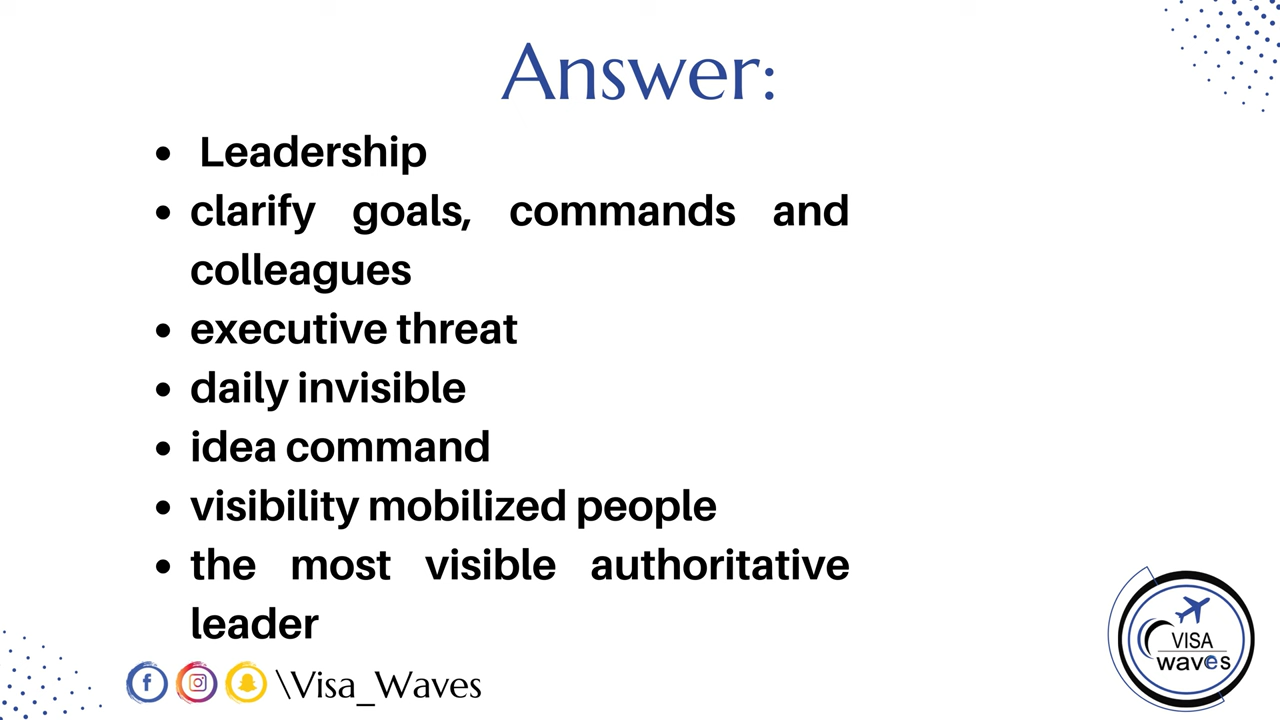 Answer:
• Leadership
• clarify goals, commands and
colleagues
• executive threat
• daily invisible
• idea command
• visibility mobilized people
• the most visible authoritative
leader
\Visa_Waves
VISA
waves